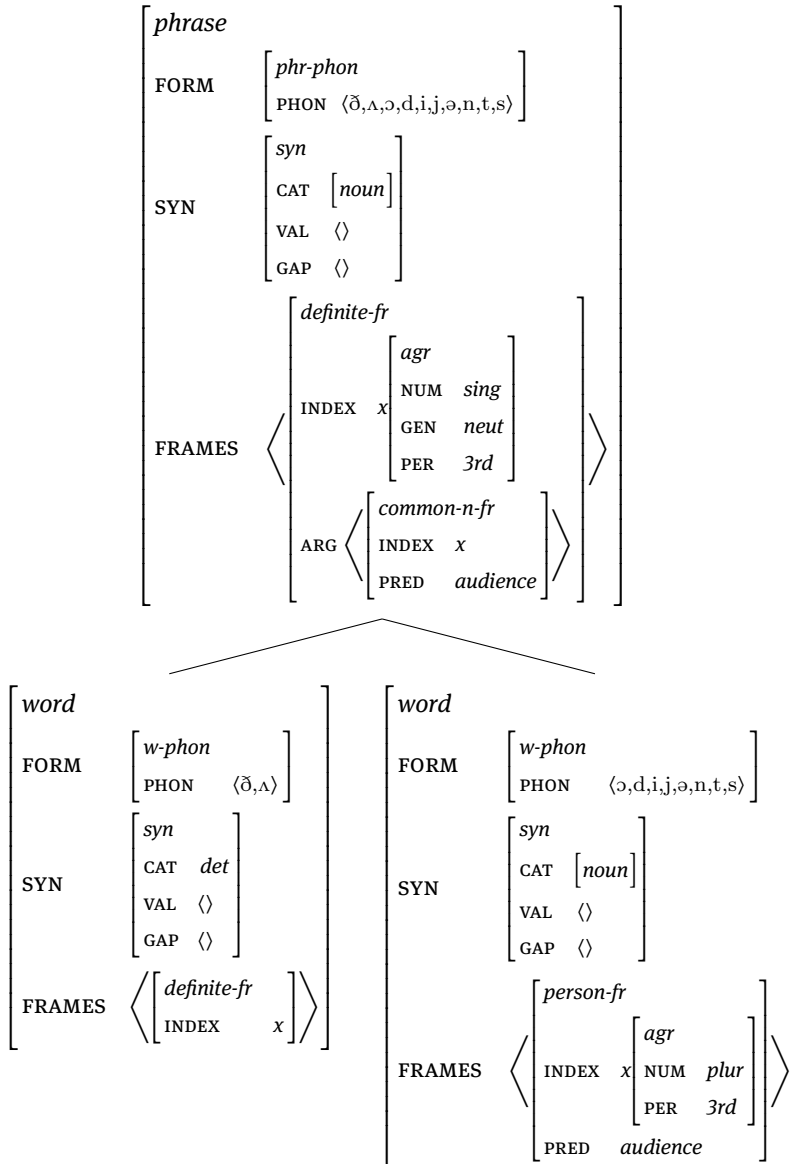 phrase
FORM [phr-phon
PHON ⟨ð,ʌ,ɔ,d,i,j,ə,n,t,s⟩]
SYN [syn
CAT [noun]
VAL ⟨⟩
GAP ⟨⟩]
FRAMES ⟨[definite-fr
INDEX x [agr
NUM sing
GEN neut
PER 3rd]
ARG ⟨[common-n-fr
INDEX x
PRED audience]⟩]⟩
word
FORM [w-phon
PHON ⟨ð,ʌ⟩]
SYN [syn
CAT det
VAL ⟨⟩
GAP ⟨⟩]
FRAMES ⟨[definite-fr
INDEX x]⟩
word
FORM [w-phon
PHON ⟨ɔ,d,i,j,ə,n,t,s⟩]
SYN [syn
CAT [noun]
VAL ⟨⟩
GAP ⟨⟩]
FRAMES ⟨[person-fr
INDEX x [agr
NUM plur
PER 3rd]
PRED audience]⟩